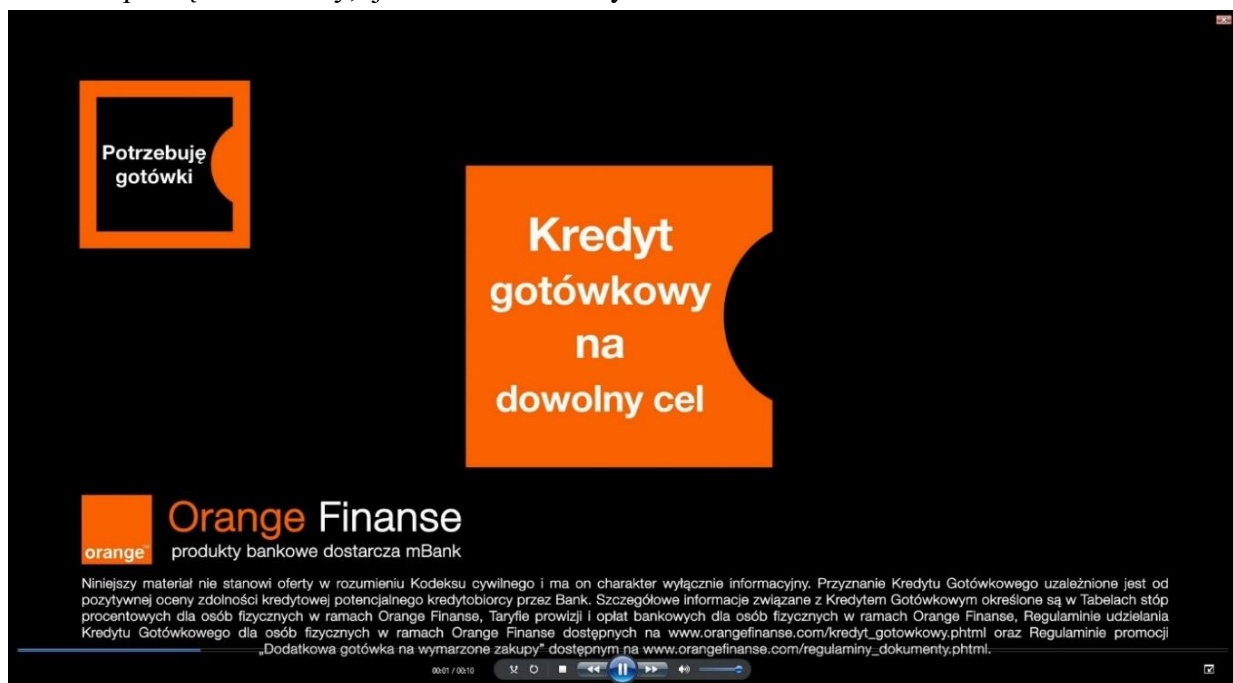 Potrzebuję
gotówki
Kredyt
gotówkowy
na
dowolny cel
Orange Finanse
orange™
produkty bankowe dostarcza mBank
Niniejszy materiał nie stanowi oferty w rozumieniu Kodeksu cywilnego i ma on charakter wyłącznie informacyjny. Przyznanie Kredytu Gotówkowego uzależnione jest od
pozytywnej oceny zdolności kredytowej potencjalnego kredytobiorcy przez Bank. Szczegółowe informacje związane z Kredytem Gotówkowym określone są w Tabelach stóp
procentowych dla osób fizycznych w ramach Orange Finanse, Taryfie prowizji i opłat bankowych dla osób fizycznych w ramach Orange Finanse, Regulaminie udzielania
Kredytu Gotówkowego dla osób fizycznych w ramach Orange Finanse dostępnych na www.orangefinanse.com/kredyt_gotowkowy.phtml oraz Regulaminie promocji
„Dodatkowa gotówka na wymarzone zakupy" dostępnym na www.orangefinanse.com/regulaminy_dokumenty.phtml.
00:01 / 00:10